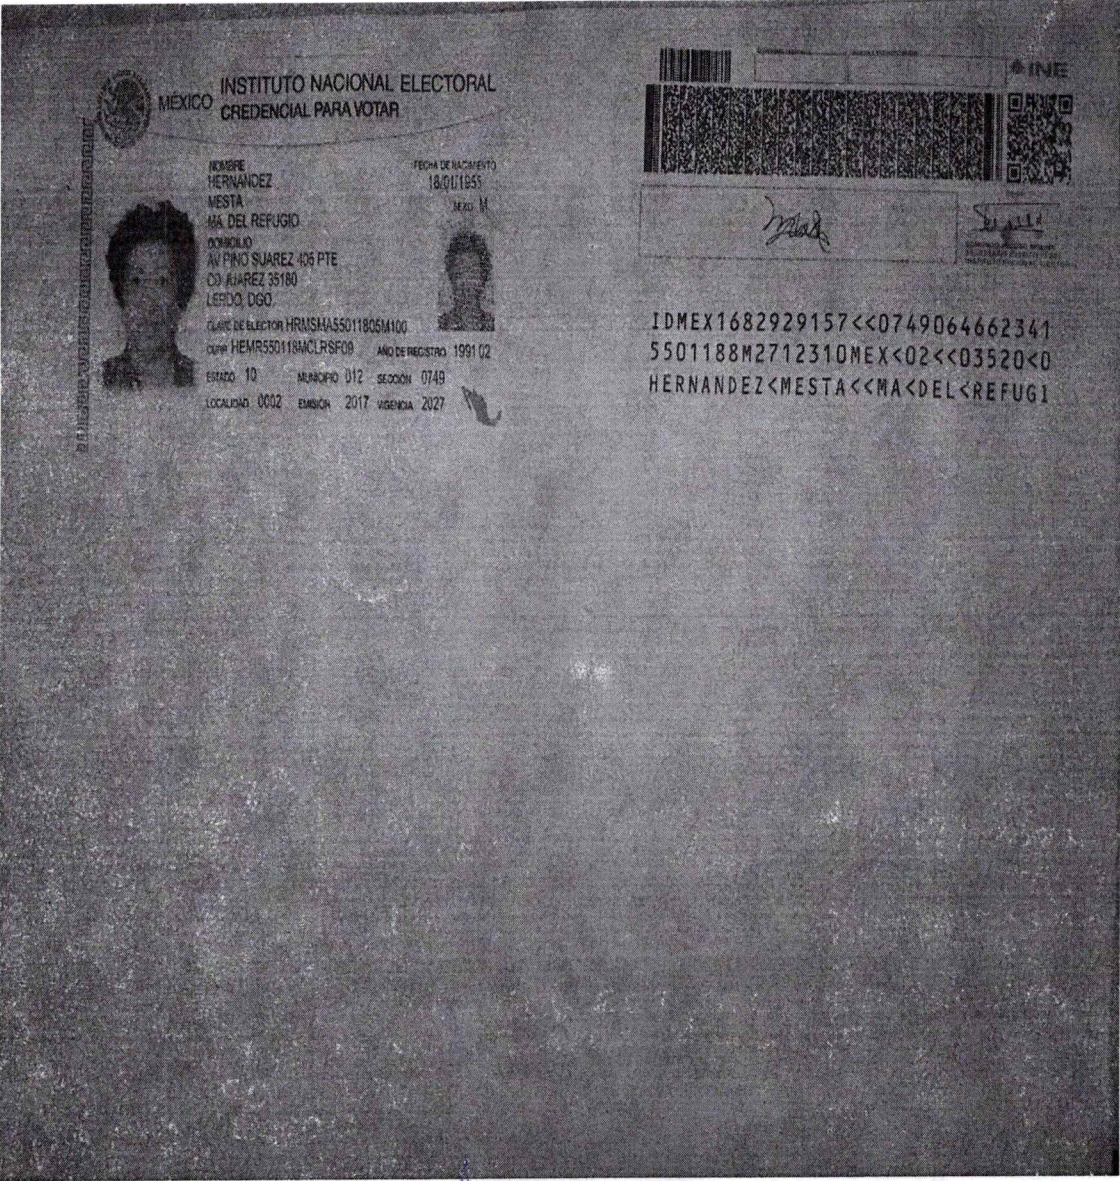 MÉXICO
INSTITUTO NACIONAL ELECTORAL
CREDENCIAL PARA VOTAR
NOMBRE
HERNANDEZ
MESTA
MA. DEL REFUGIO
FECHA DE NACIMIENTO
18/01/1955
SEXO M
DOMICILIO
AV PINO SUAREZ 405 PTE
CD JUAREZ 35180
LERDO, DGO.
CLAVE DE ELECTOR HRMSMA55011805M100
CURP HEMR550118MCLRSF09 AÑO DE REGISTRO 1991 02
ESTADO 10 MUNICIPIO 012 SECCIÓN 0749
LOCALIDAD 0002 EMISIÓN 2017 VIGENCIA 2027
INE
IDMEX1682929157<<0749064662341
5501188M2712310MEX<02<<03520<0
HERNANDEZ<MESTA<<MA<DEL<REFUGI